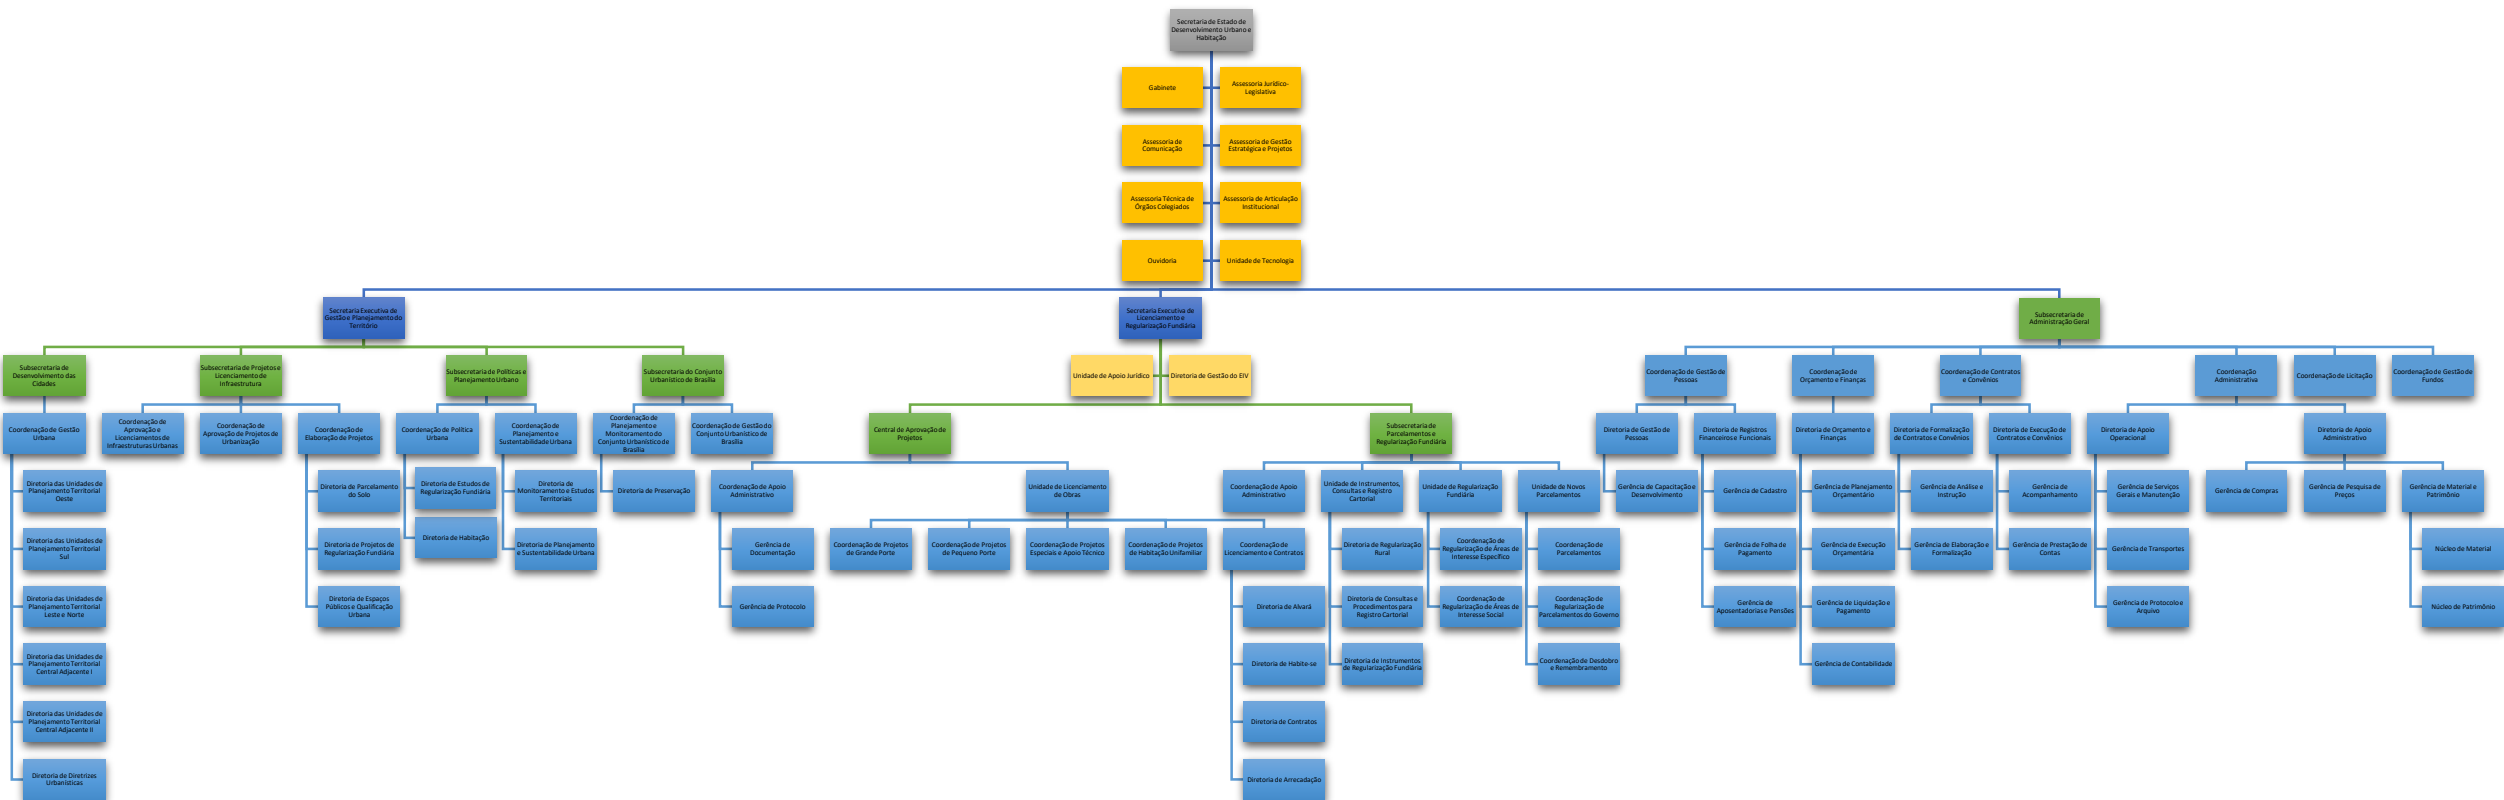 Secretaria de Estado de
Desenvolvimento Urbano e
Habitação
Gabinete
Assessoria Jurídico-
Legislativa
Assessoria de
Comunicação
Assessoria de Gestão
Estratégica e Projetos
Assessoria Técnica de
Órgãos Colegiados
Assessoria de Articulação
Institucional
Ouvidoria
Unidade de Tecnologia
Secretaria Executiva de
Gestão e Planejamento do
Território
Secretaria Executiva de
Licenciamento e
Regularização Fundiária
Subsecretaria de
Administração Geral
Subsecretaria de
Desenvolvimento das
Cidades
Subsecretaria de Projetos e
Licenciamento de
Infraestrutura
Subsecretaria de Políticas e
Planejamento Urbano
Subsecretaria do Conjunto
Urbanístico de Brasília
Unidade de Apoio Jurídico
Diretoria de Gestão do EIV
Coordenação de Gestão de
Pessoas
Coordenação de
Orçamento e Finanças
Coordenação de Contratos
e Convênios
Coordenação
Administrativa
Coordenação de Licitação
Coordenação de Gestão de
Fundos
Coordenação de Gestão
Urbana
Coordenação de
Aprovação e
Licenciamentos de
Infraestruturas Urbanas
Coordenação de
Aprovação de Projetos de
Urbanização
Coordenação de
Elaboração de Projetos
Coordenação de Política
Urbana
Coordenação de
Planejamento e
Sustentabilidade Urbana
Coordenação de
Planejamento e
Monitoramento do
Conjunto Urbanístico de
Brasília
Coordenação de Gestão do
Conjunto Urbanístico de
Brasília
Central de Aprovação de
Projetos
Subsecretaria de
Parcelamentos e
Regularização Fundiária
Diretoria de Gestão de
Pessoas
Diretoria de Registros
Financeiros e Funcionais
Diretoria de Orçamento e
Finanças
Diretoria de Formalização
de Contratos e Convênios
Diretoria de Execução de
Contratos e Convênios
Diretoria de Apoio
Operacional
Diretoria de Apoio
Administrativo
Diretoria das Unidades de
Planejamento Territorial
Oeste
Diretoria de Parcelamento
do Solo
Diretoria de Estudos de
Regularização Fundiária
Diretoria de
Monitoramento e Estudos
Territoriais
Diretoria de Preservação
Coordenação de Apoio
Administrativo
Unidade de Licenciamento
de Obras
Coordenação de Apoio
Administrativo
Unidade de Instrumentos,
Consultas e Registro
Cartorial
Unidade de Regularização
Fundiária
Unidade de Novos
Parcelamentos
Gerência de Capacitação e
Desenvolvimento
Gerência de Cadastro
Gerência de Planejamento
Orçamentário
Gerência de Análise e
Instrução
Gerência de
Acompanhamento
Gerência de Serviços
Gerais e Manutenção
Gerência de Compras
Gerência de Pesquisa de
Preços
Gerência de Material e
Patrimônio
Diretoria das Unidades de
Planejamento Territorial
Sul
Diretoria de Projetos de
Regularização Fundiária
Diretoria de Habitação
Diretoria de Planejamento
e Sustentabilidade Urbana
Gerência de
Documentação
Coordenação de Projetos
de Grande Porte
Coordenação de Projetos
de Pequeno Porte
Coordenação de Projetos
Especiais e Apoio Técnico
Coordenação de Projetos
de Habitação Unifamiliar
Coordenação de
Licenciamento e Contratos
Diretoria de Regularização
Rural
Coordenação de
Regularização de Áreas de
Interesse Específico
Coordenação de
Parcelamentos
Gerência de Folha de
Pagamento
Gerência de Execução
Orçamentária
Gerência de Elaboração e
Formalização
Gerência de Prestação de
Contas
Gerência de Transportes
Núcleo de Material
Diretoria das Unidades de
Planejamento Territorial
Leste e Norte
Diretoria de Espaços
Públicos e Qualificação
Urbana
Gerência de Protocolo
Diretoria de Alvará
Diretoria de Consultas e
Procedimentos para
Registro Cartorial
Coordenação de
Regularização de Áreas de
Interesse Social
Coordenação de
Regularização de
Parcelamentos do Governo
Gerência de
Aposentadorias e Pensões
Gerência de Liquidação e
Pagamento
Gerência de Protocolo e
Arquivo
Núcleo de Patrimônio
Diretoria das Unidades de
Planejamento Territorial
Central Adjacente I
Diretoria de Habite-se
Diretoria de Instrumentos
de Regularização Fundiária
Coordenação de Desdobro
e Remembramento
Gerência de Contabilidade
Diretoria das Unidades de
Planejamento Territorial
Central Adjacente II
Diretoria de Contratos
Diretoria de Diretrizes
Urbanísticas
Diretoria de Arrecadação